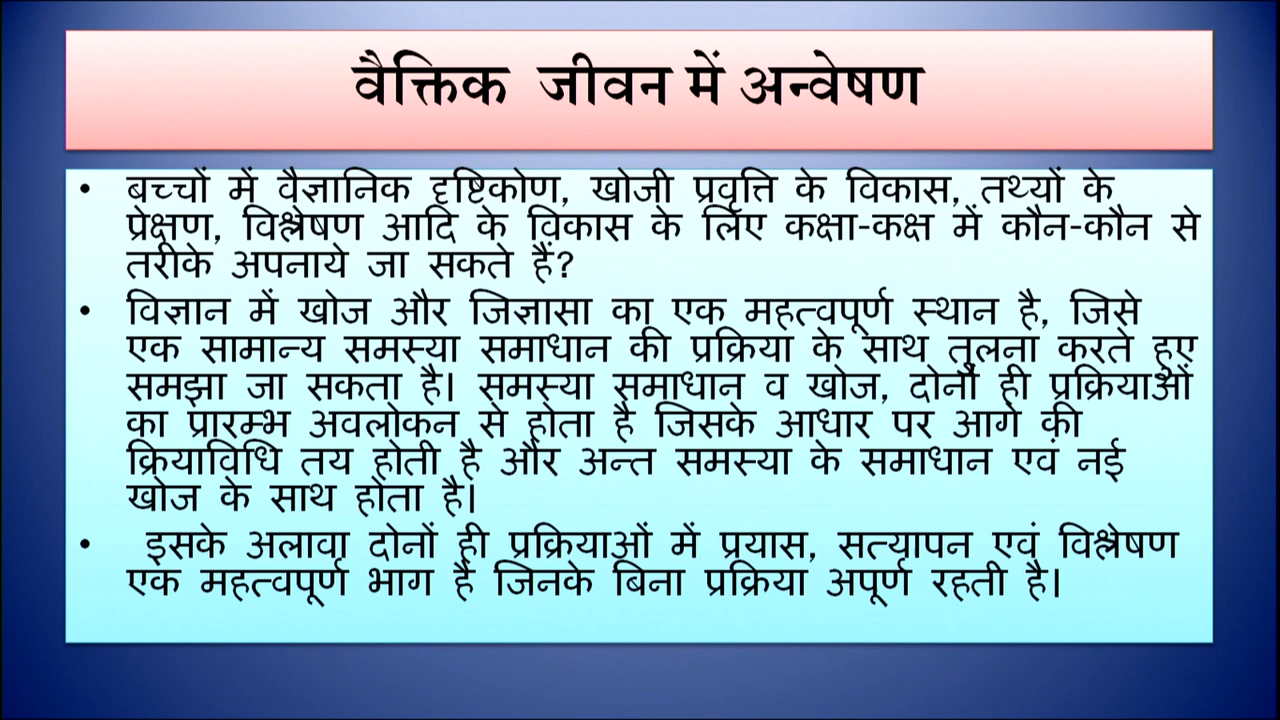 वैक्तिक जीवन में अन्वेषण
• बच्चों में वैज्ञानिक दृष्टिकोण, खोजी प्रवृत्ति के विकास, तथ्यों के
प्रेक्षण, विश्लेषण आदि के विकास के लिए कक्षा-कक्ष में कौन-कौन से
तरीके अपनाये जा सकते हैं?
• विज्ञान में खोज और जिज्ञासा का एक महत्वपूर्ण स्थान है, जिसे
एक सामान्य समस्या समाधान की प्रक्रिया के साथ तुलना करते हुए
समझा जा सकता है। समस्या समाधान व खोज, दोनों ही प्रक्रियाओं
का प्रारम्भ अवलोकन से होता है जिसके आधार पर आगे की
क्रियाविधि तय होती है और अन्त समस्या के समाधान एवं नई
खोज के साथ होता है।
• इसके अलावा दोनों ही प्रक्रियाओं में प्रयास, सत्यापन एवं विश्लेषण
एक महत्वपूर्ण भाग है जिनके बिना प्रक्रिया अपूर्ण रहती है।